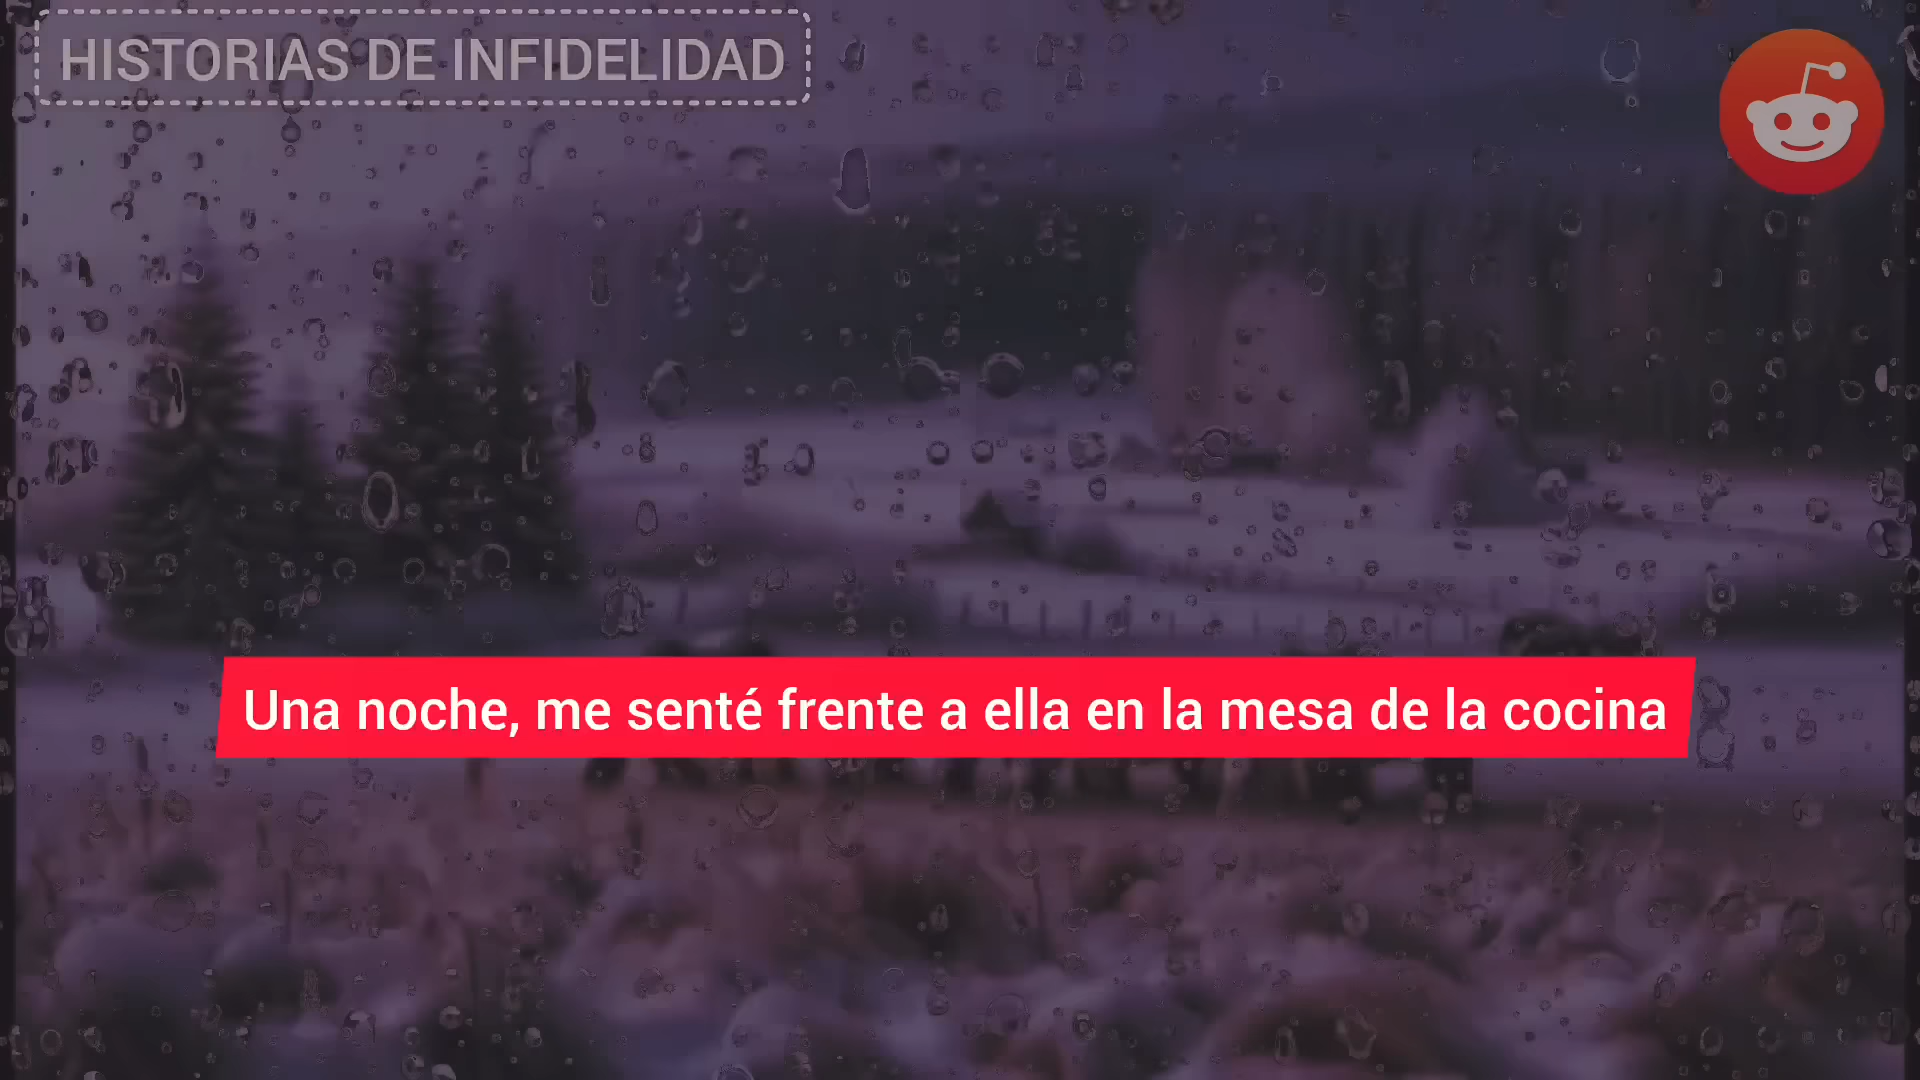 HISTORIAS DE INFIDELIDAD
Una noche, me senté frente a ella en la mesa de la cocina